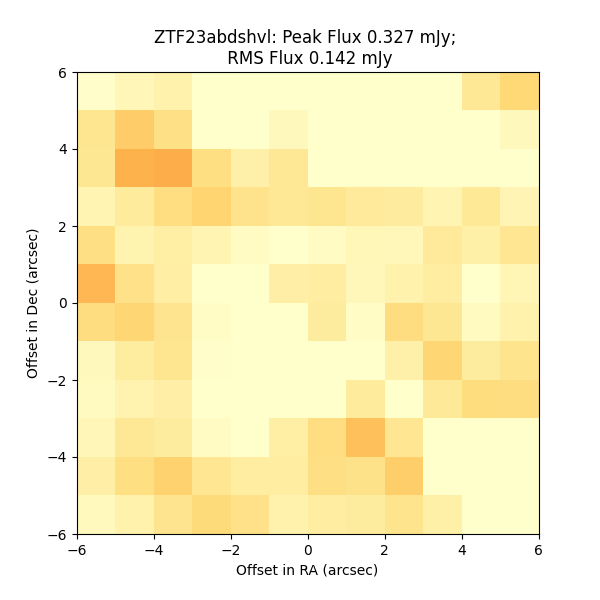 ZTF23abdshvl: Peak Flux 0.327 mJy;
RMS Flux 0.142 mJy
6
4
2
0
−2
−4
−6
Offset in Dec (arcsec)
−6 −4 −2 0 2 4 6
Offset in RA (arcsec)